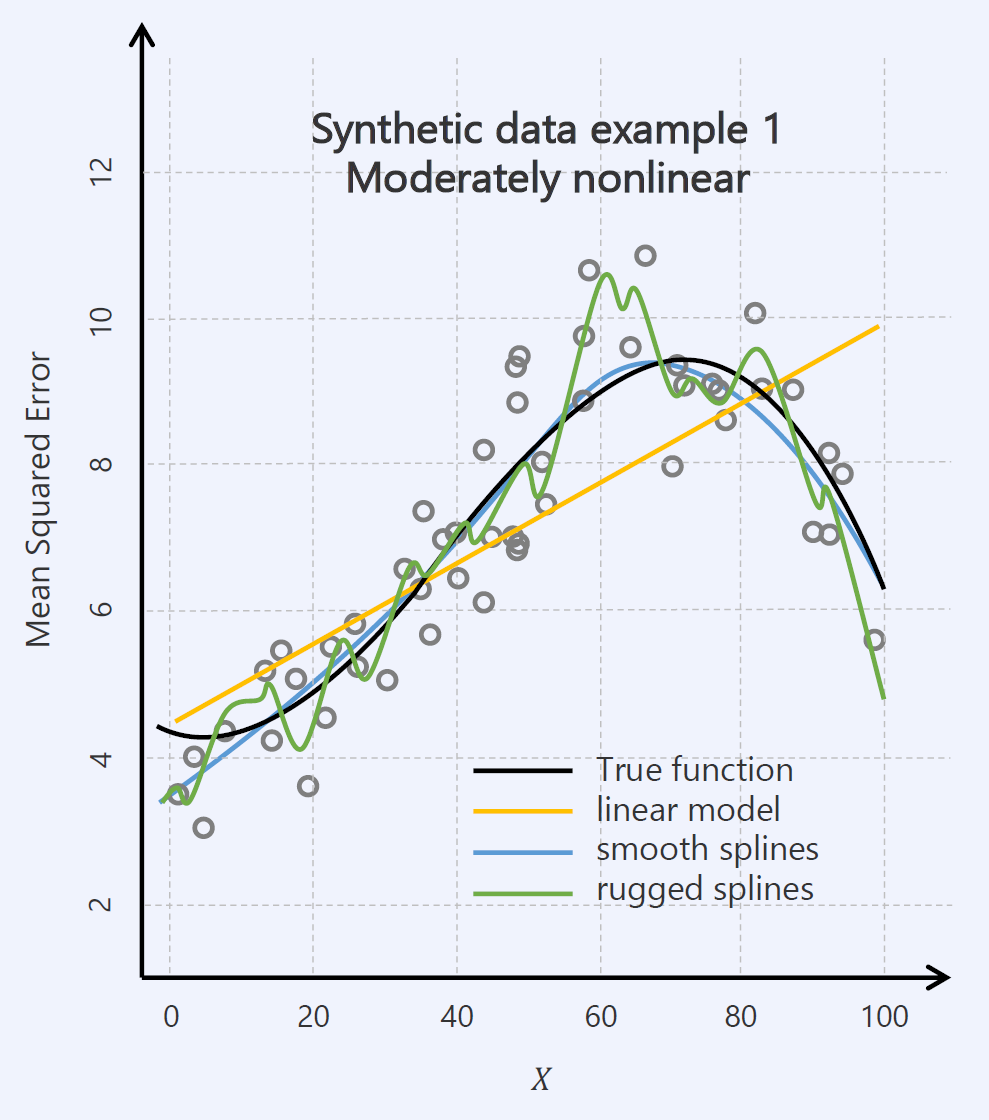 Synthetic data example 1
Moderately nonlinear
Mean Squared Error
12
10
8
6
4
2
True function
linear model
smooth splines
rugged splines
0 20 40 60 80 100
X